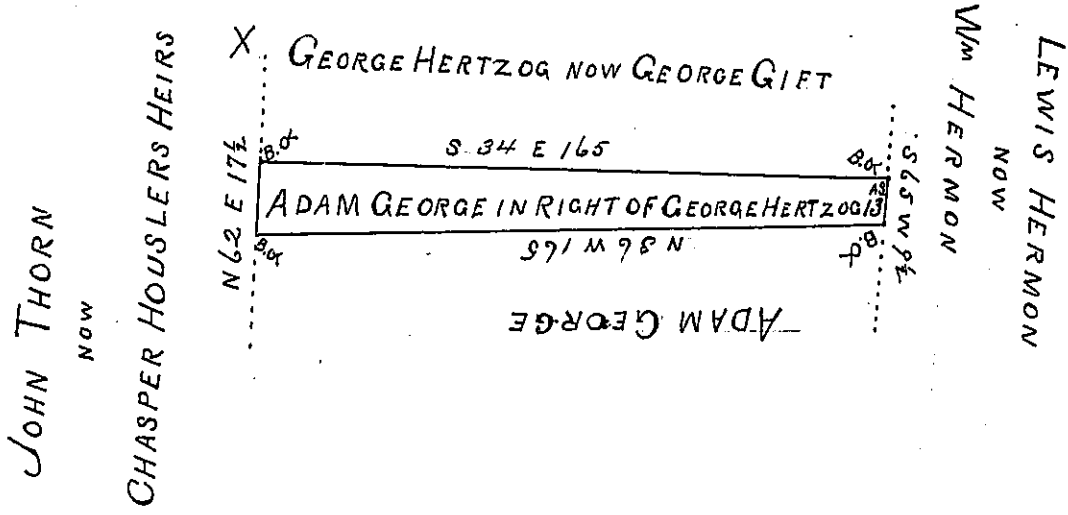 JOHN THORN
NOW
CHASPER HOUSLERS HEIRS
X
GEORGE HERTZOG NOW GEORGE GIFT
S 34 E 165
N 62 E 17½
ADAM GEORGE IN RIGHT OF GEORGE HERTZOG
AS
13
N 36 W 165
S 65 W 9½
ADAM GEORGE
Wm HERMON
NOW
LEWIS HERMON